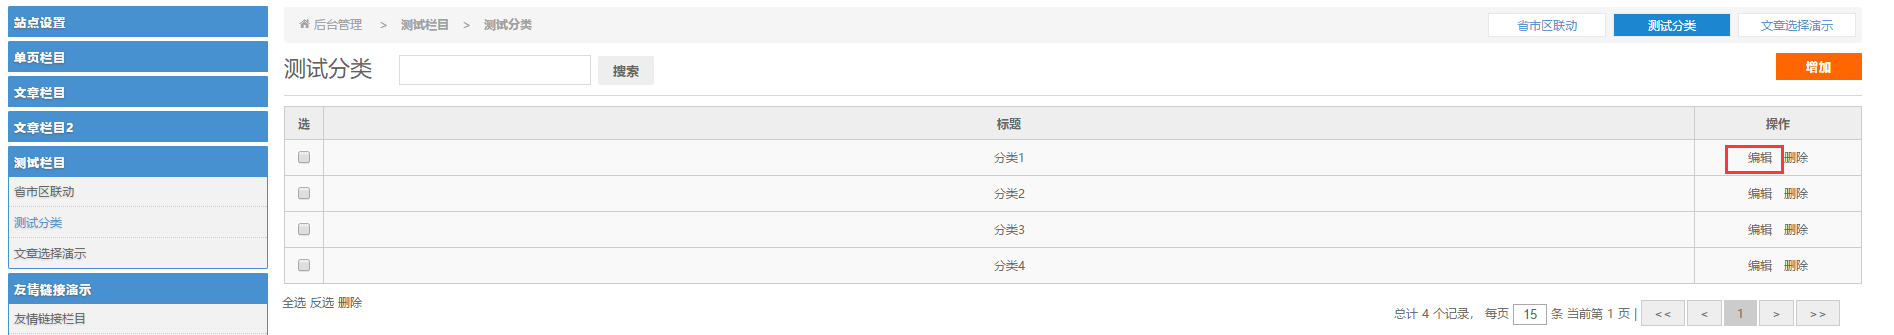 站点设置
单页栏目
文章栏目
文章栏目2
测试栏目
省市区联动
测试分类
文章选择演示
友情链接演示
友情链接栏目
后台管理 > 测试栏目 > 测试分类
省市区联动 测试分类 文章选择演示
测试分类 搜索 增加
选 标题 操作
分类1 编辑 删除
分类2 编辑 删除
分类3 编辑 删除
分类4 编辑 删除
全选 反选 删除
总计 4 个记录， 每页 15 条 当前第 1 页 | << < 1 > >>